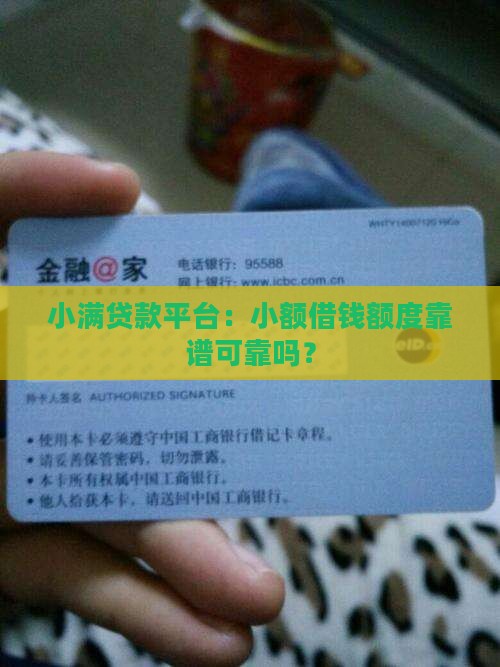 WHTY1400712G HiCo
金融@家
电话银行：95588
网上银行：www.icbc.com.cn
小满贷款平台：小额借钱额度靠
谱可靠吗？
eID
持卡人签名 AUTHORIZED SIGNATURE
• 使用本卡必须遵守中国工商银行借记卡章程。
• 请妥善保管密码，切勿泄露。
• 本卡所有权属中国工商银行。
• 他人拾获本卡，请送回中国工商银行。